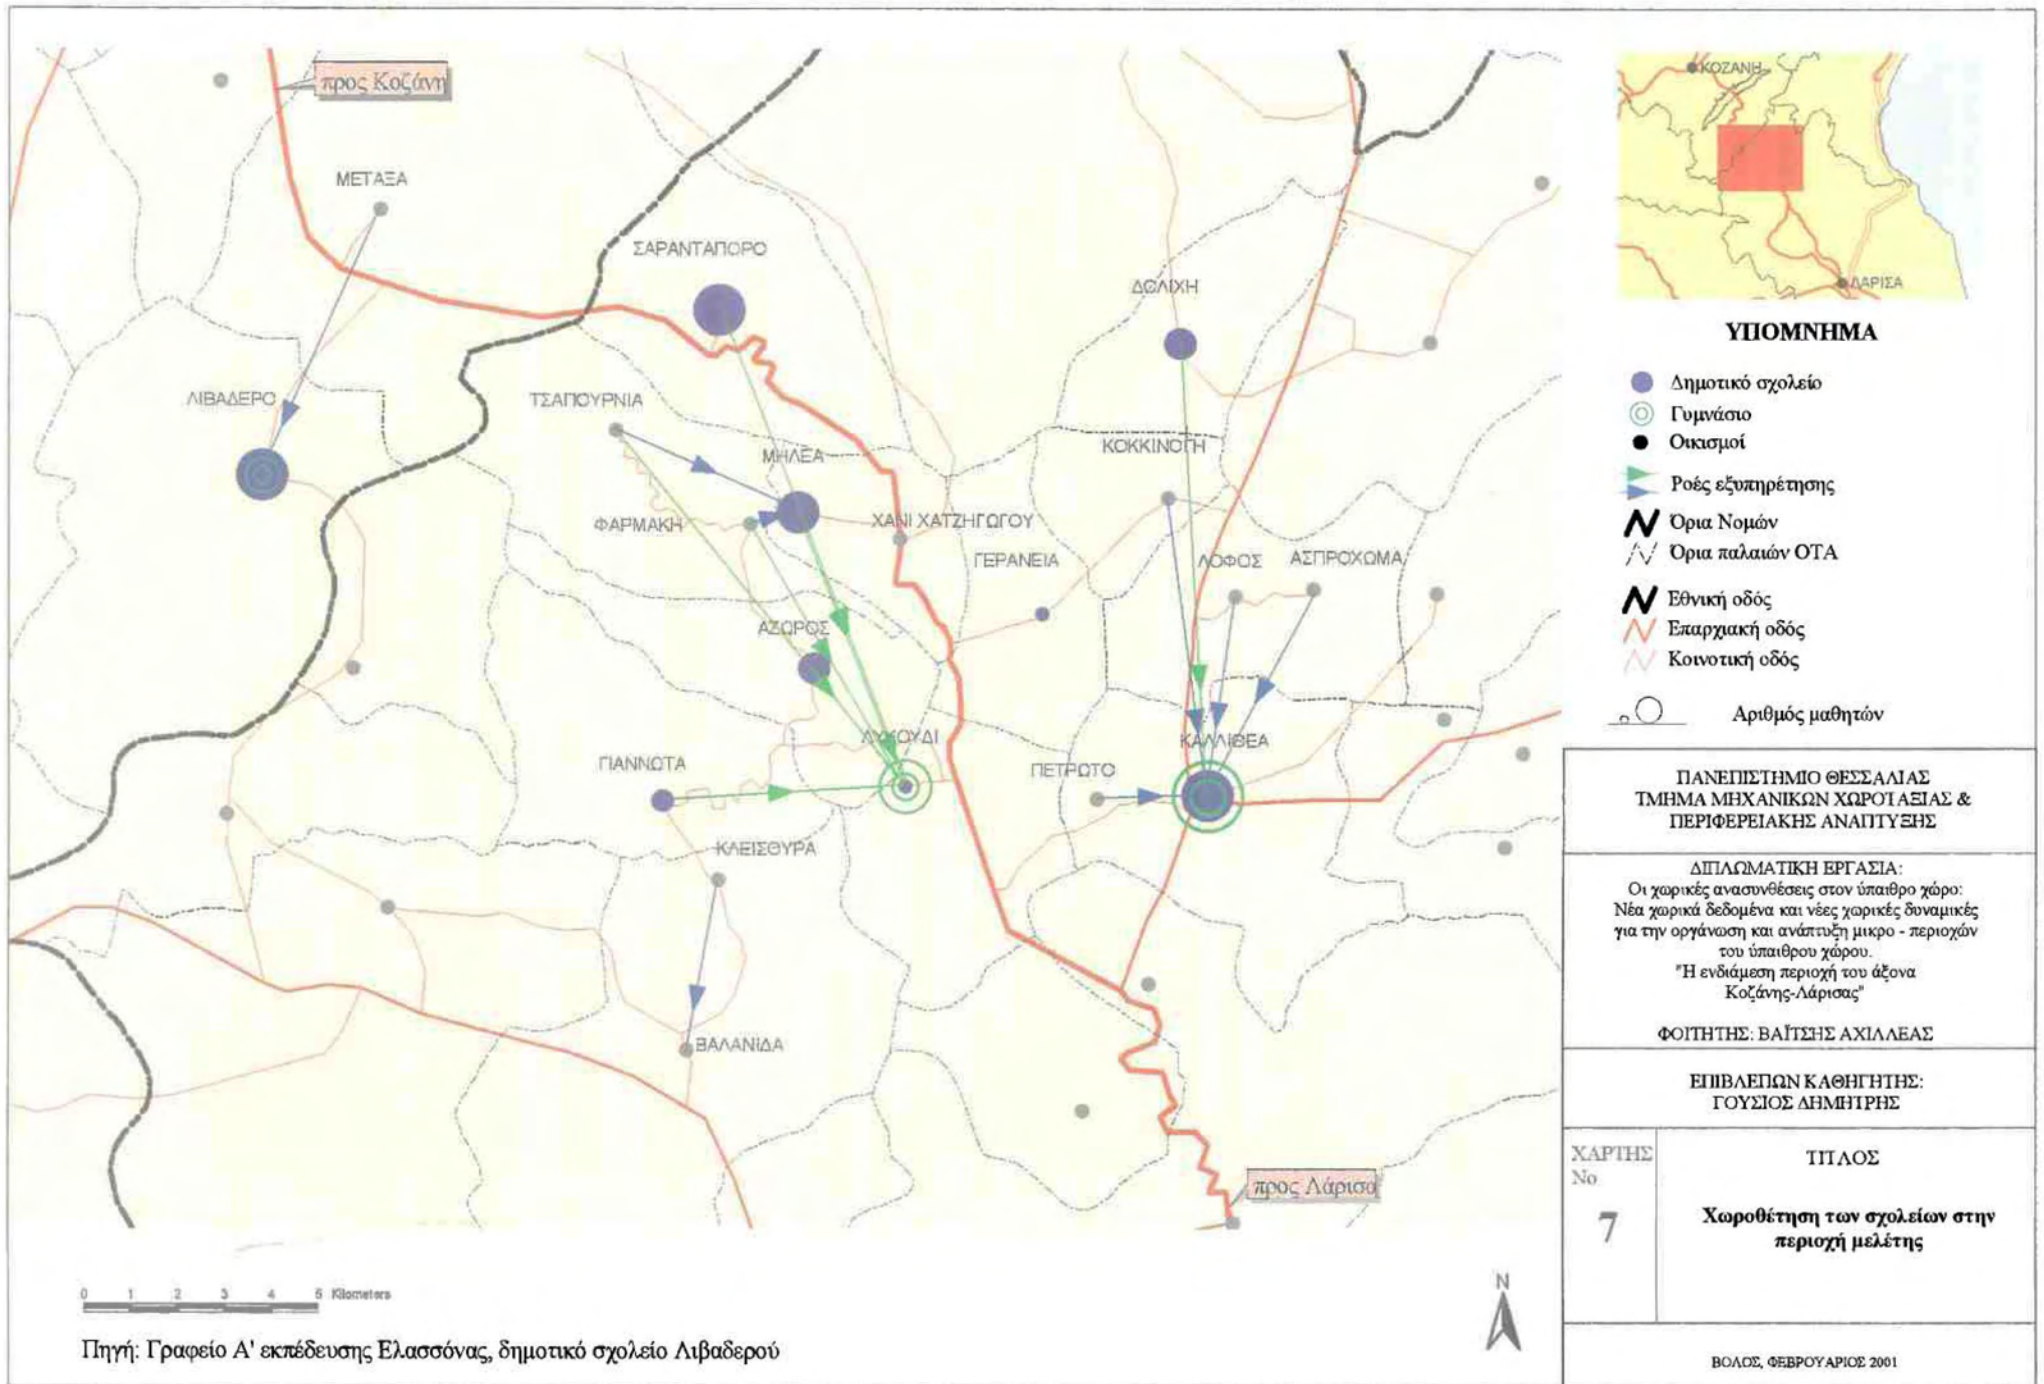 προς Κοζάνη
ΜΕΤΑΞΑ
ΣΑΡΑΝΤΑΠΟΡΟ
ΔΟΛΙΧΗ
ΛΙΒΑΔΕΡΟ
ΤΣΑΠΟΥΡΝΙΑ
ΜΗΛΕΑ
ΚΟΚΚΙΝΟΓΗ
ΦΑΡΜΑΚΗ
ΧΑΝΙ ΧΑΤΖΗΓΩΓΟΥ
ΓΕΡΑΝΕΙΑ
ΛΟΦΟΣ
ΑΣΠΡΟΧΩΜΑ
ΑΖΩΡΟΣ
ΛΥΚΟΥΔΙ
ΚΑΛΛΙΘΕΑ
ΓΙΑΝΝΩΤΑ
ΠΕΤΡΩΤΟ
ΚΛΕΙΣΘΥΡΑ
ΒΑΛΑΝΙΔΑ
προς Λάρισα
0 1 2 3 4 5 Kilometers
N
Πηγή: Γραφείο Α' εκπέδευσης Ελασσόνας, δημοτικό σχολείο Λιβαδερού
ΚΟΖΑΝΗ
ΛΑΡΙΣΑ
ΥΠΟΜΝΗΜΑ
Δημοτικό σχολείο
Γυμνάσιο
Οικισμοί
Ροές εξυπηρέτησης
Όρια Νομών
Όρια παλαιών ΟΤΑ
Εθνική οδός
Επαρχιακή οδός
Κοινοτική οδός
Αριθμός μαθητών
ΠΑΝΕΠΙΣΤΗΜΙΟ ΘΕΣΣΑΛΙΑΣ
ΤΜΗΜΑ ΜΗΧΑΝΙΚΩΝ ΧΩΡΟΤΑΞΙΑΣ &
ΠΕΡΙΦΕΡΕΙΑΚΗΣ ΑΝΑΠΤΥΞΗΣ
ΔΙΠΛΩΜΑΤΙΚΗ ΕΡΓΑΣΙΑ:
Οι χωρικές ανασυνθέσεις στον ύπαιθρο χώρο:
Νέα χωρικά δεδομένα και νέες χωρικές δυναμικές
για την οργάνωση και ανάπτυξη μικρο - περιοχών
του ύπαιθρου χώρου.
"Η ενδιάμεση περιοχή του άξονα
Κοζάνης-Λάρισας"
ΦΟΙΤΗΤΗΣ: ΒΑΪΤΣΗΣ ΑΧΙΛΛΕΑΣ
ΕΠΙΒΛΕΠΩΝ ΚΑΘΗΓΗΤΗΣ:
ΓΟΥΣΙΟΣ ΔΗΜΗΤΡΗΣ
ΧΑΡΤΗΣ
Νο
7
ΤΙΤΛΟΣ
Χωροθέτηση των σχολείων στην
περιοχή μελέτης
ΒΟΛΟΣ, ΦΕΒΡΟΥΑΡΙΟΣ 2001